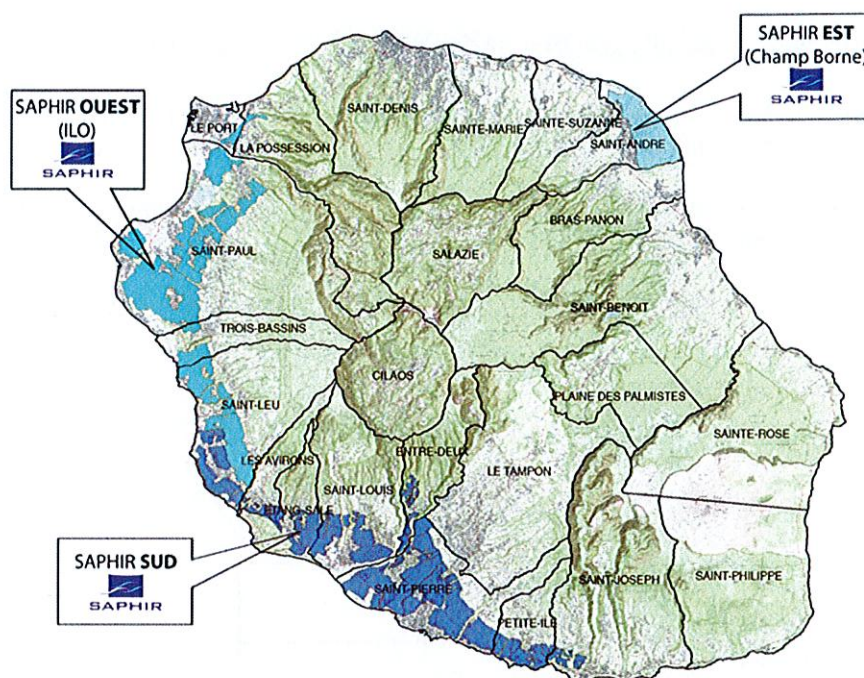 SAPHIR EST
(Champ Borne)
SAPHIR
SAPHIR OUEST
(ILO)
SAPHIR
SAINT-DENIS
LE PORT
SAINTE-MARIE
SAINTE-SUZANNE
LA POSSESSION
SAINT-ANDRE
BRAS-PANON
SAINT-PAUL
SALAZIE
SAINT-BENOIT
TROIS-BASSINS
CILAOS
PLAINE DES PALMISTES
SAINT-LEU
SAINTE-ROSE
ENTRE-DEUX
LES AVIRONS
LE TAMPON
SAINT-LOUIS
ETANG-SALE
SAPHIR SUD
SAPHIR
SAINT-JOSEPH
SAINT-PHILIPPE
SAINT-PIERRE
PETITE-ILE